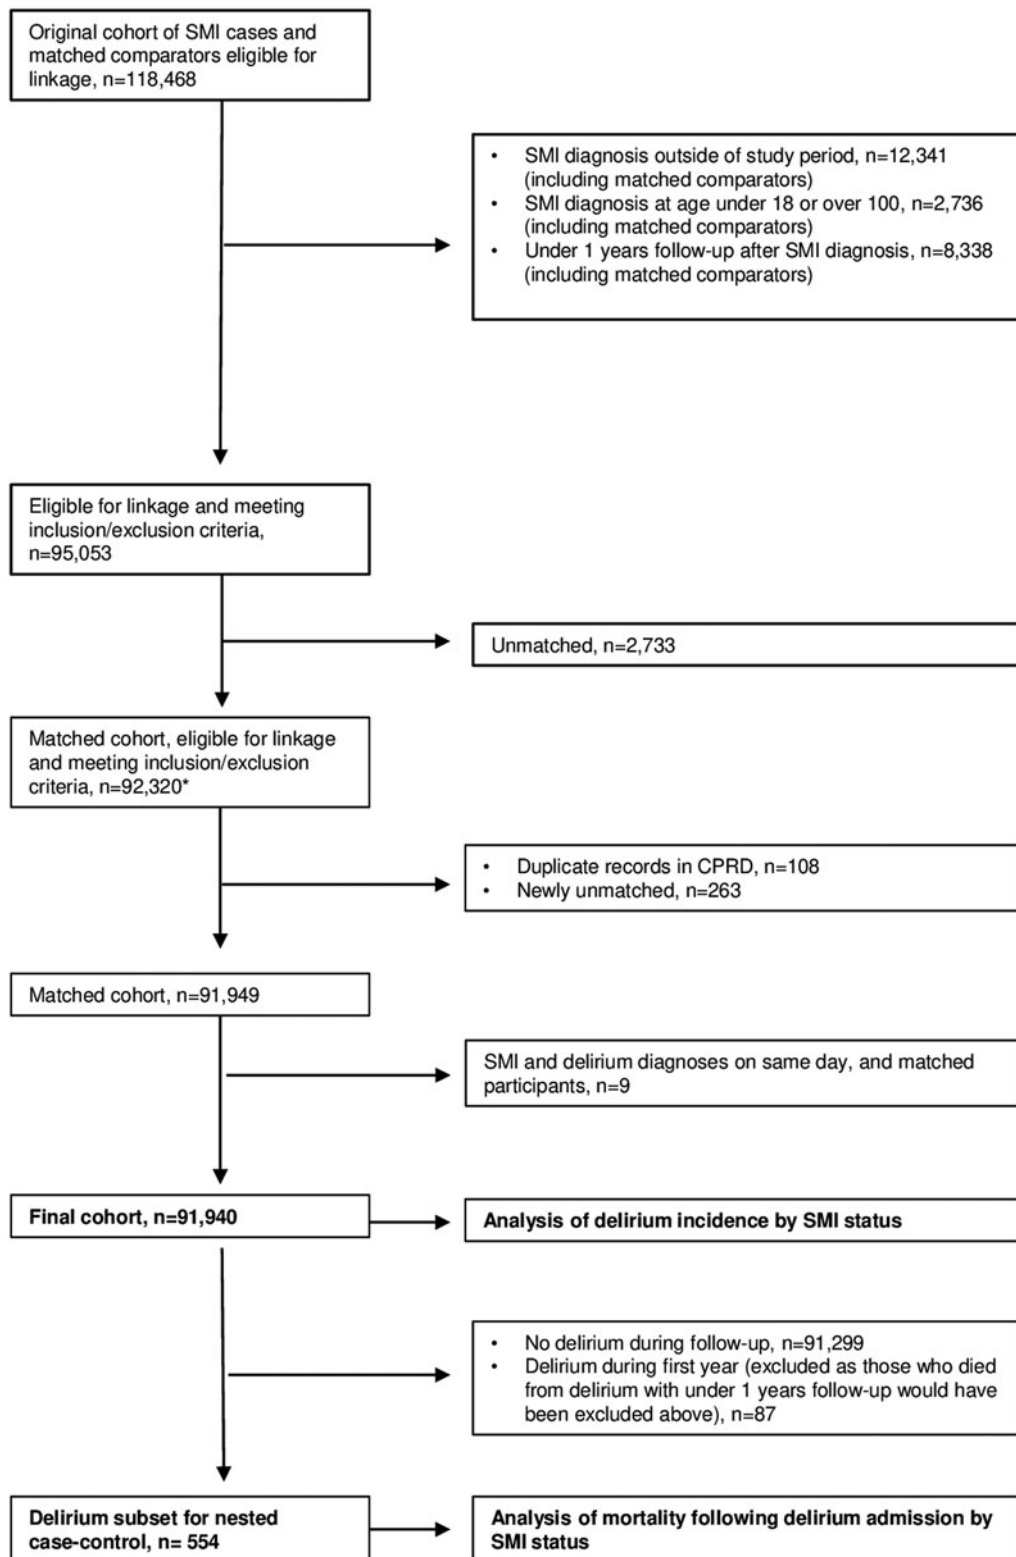 Original cohort of SMI cases and
matched comparators eligible for
linkage, n=118,468
• SMI diagnosis outside of study period, n=12,341
(including matched comparators)
• SMI diagnosis at age under 18 or over 100, n=2,736
(including matched comparators)
• Under 1 years follow-up after SMI diagnosis, n=8,338
(including matched comparators)
Eligible for linkage and meeting
inclusion/exclusion criteria,
n=95,053
Unmatched, n=2,733
Matched cohort, eligible for linkage
and meeting inclusion/exclusion
criteria, n=92,320*
• Duplicate records in CPRD, n=108
• Newly unmatched, n=263
Matched cohort, n=91,949
SMI and delirium diagnoses on same day, and matched
participants, n=9
Final cohort, n=91,940
Analysis of delirium incidence by SMI status
• No delirium during follow-up, n=91,299
• Delirium during first year (excluded as those who died
from delirium with under 1 years follow-up would have
been excluded above), n=87
Delirium subset for nested
case-control, n= 554
Analysis of mortality following delirium admission by
SMI status